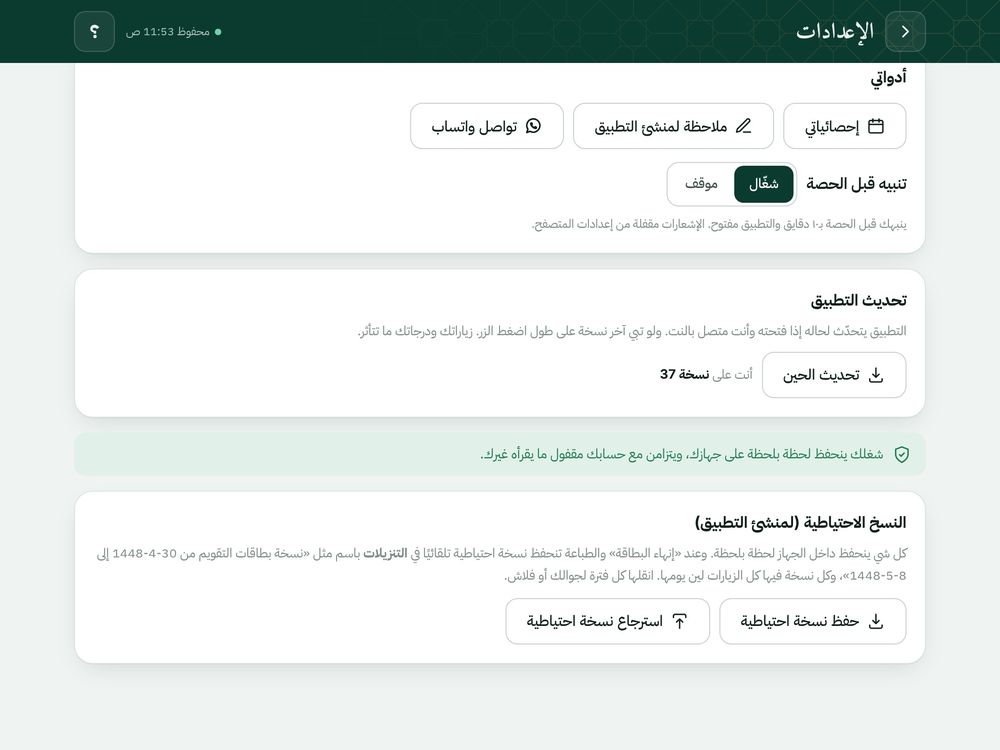 الإعدادات
محفوظ 11:53 ص
؟
أدواتي
إحصائياتي
ملاحظة لمنشئ التطبيق
تواصل واتساب
تنبيه قبل الحصة
شغّال
موقف
ينبهك قبل الحصة بـ١٠ دقايق والتطبيق مفتوح. الإشعارات مقفلة من إعدادات المتصفح.
تحديث التطبيق
التطبيق يتحدّث لحاله إذا فتحته وأنت متصل بالنت. ولو تبي آخر نسخة على طول اضغط الزر. زياراتك ودرجاتك ما تتأثر.
تحديث الحين
أنت على نسخة 37
شغلك ينحفظ لحظة بلحظة على جهازك، ويتزامن مع حسابك مقفول ما يقرأه غيرك.
النسخ الاحتياطية (لمنشئ التطبيق)
كل شي ينحفظ داخل الجهاز لحظة بلحظة. وعند «إنهاء البطاقة» والطباعة تنحفظ نسخة احتياطية تلقائيًا في التنزيلات باسم مثل «نسخة بطاقات التقويم من 30-4-1448 إلى
8-5-1448»، وكل نسخة فيها كل الزيارات لين يومها. انقلها كل فترة لجوالك أو فلاش.
حفظ نسخة احتياطية
استرجاع نسخة احتياطية